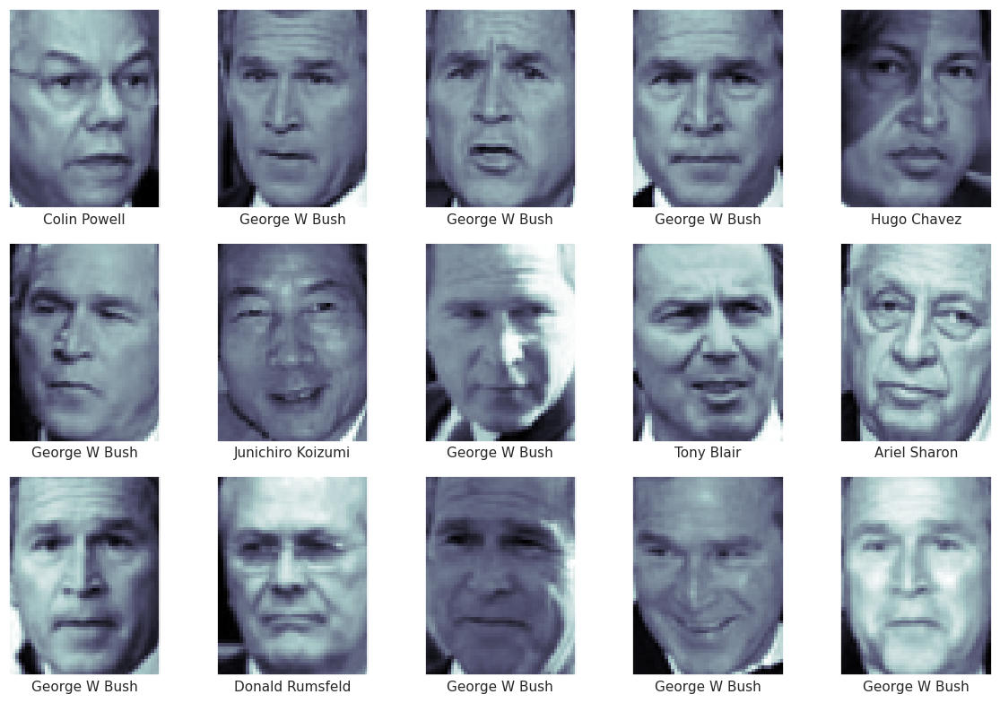 Colin Powell
George W Bush
George W Bush
George W Bush
Hugo Chavez
George W Bush
Junichiro Koizumi
George W Bush
Tony Blair
Ariel Sharon
George W Bush
Donald Rumsfeld
George W Bush
George W Bush
George W Bush